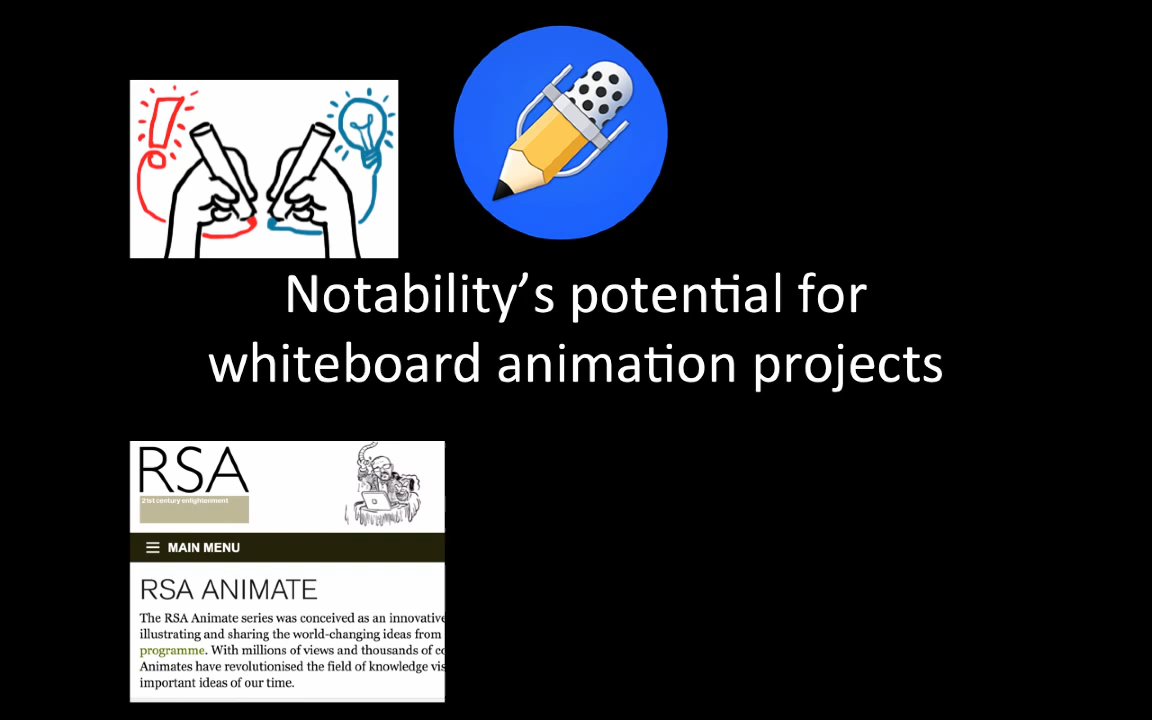 Notability’s potential for
whiteboard animation projects
RSA
21st century enlightenment
MAIN MENU
RSA ANIMATE
The RSA Animate series was conceived as an innovative
illustrating and sharing the world-changing ideas from
programme. With millions of views and thousands of
Animates have revolutionised the field of knowledge
important ideas of our time.